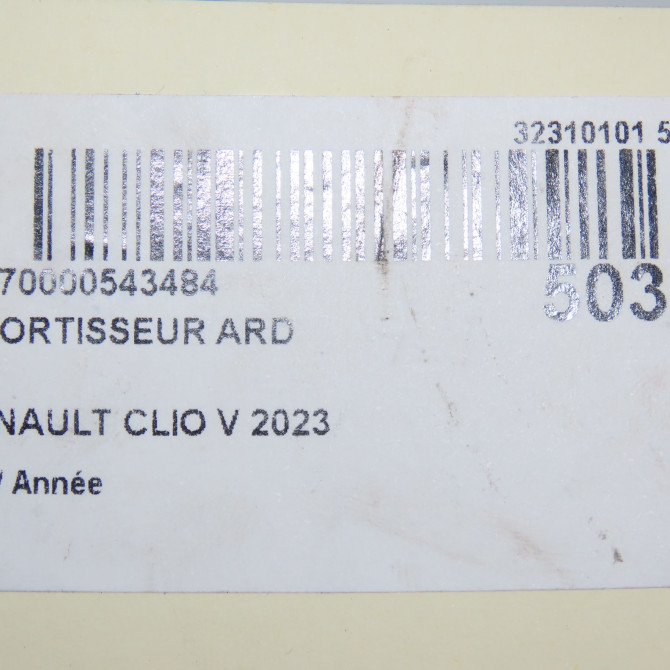 32310101 5
70000543484
503
ORTISSEUR ARD
NAULT CLIO V 2023
/ Année